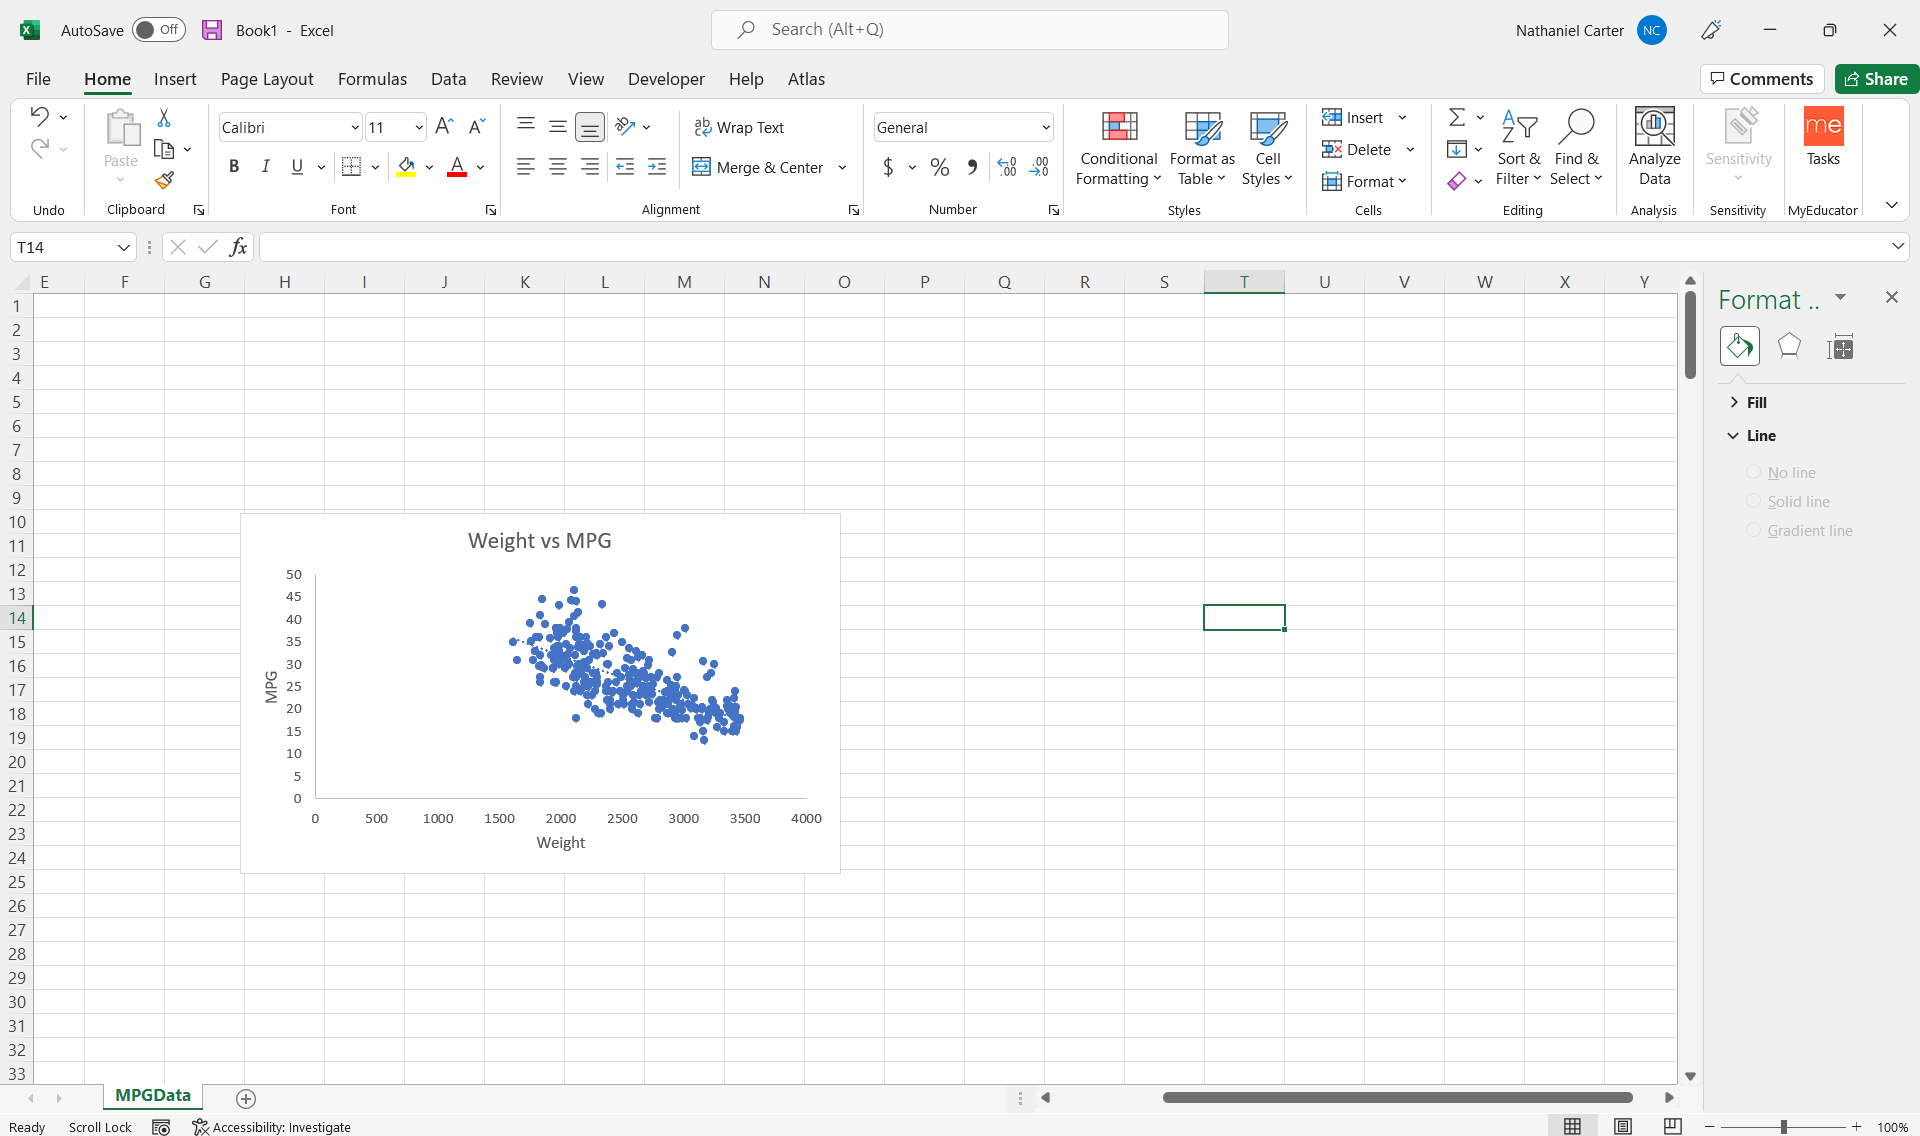 AutoSave Off Book1 - Excel Search (Alt+Q) Nathaniel Carter NC
File Home Insert Page Layout Formulas Data Review View Developer Help Atlas Comments Share
Calibri 11 ab Wrap Text General Insert Σ A me
Paste Conditional Format as Cell Delete Z Sort & Find & Analyze Sensitivity Tasks
B I U A Merge & Center $ % Formatting Table Styles Format Filter Select Data
Undo Clipboard Font Alignment Number Styles Cells Editing Analysis Sensitivity MyEducator
T14 fx
E F G H I J K L M N O P Q R S T U V W X Y
Format ..
1
2
3
4
5
6
7
8
9
10
11
12
13
14
15
16
17
18
19
20
21
22
23
24
25
26
27
28
29
30
31
32
33
Weight vs MPG
50
45
40
35
30
25
20
15
10
5
0
MPG
0 500 1000 1500 2000 2500 3000 3500 4000
Weight
Fill
Line
No line
Solid line
Gradient line
MPGData
Ready Scroll Lock Accessibility: Investigate 100%